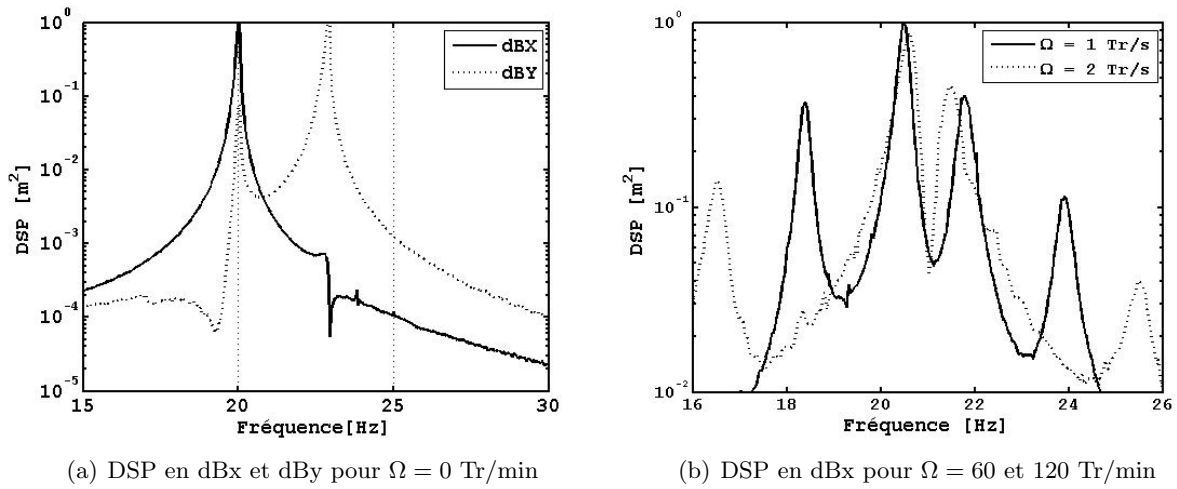 10^0
10^-1
10^-2
10^-3
10^-4
10^-5
DSP [m^2]
dBX
dBY
15 20 25 30
Fréquence[Hz]
(a) DSP en dBx et dBy pour Ω = 0 Tr/min
10^0
10^-1
10^-2
DSP [m^2]
Ω = 1 Tr/s
Ω = 2 Tr/s
16 18 20 22 24 26
Fréquence [Hz]
(b) DSP en dBx pour Ω = 60 et 120 Tr/min